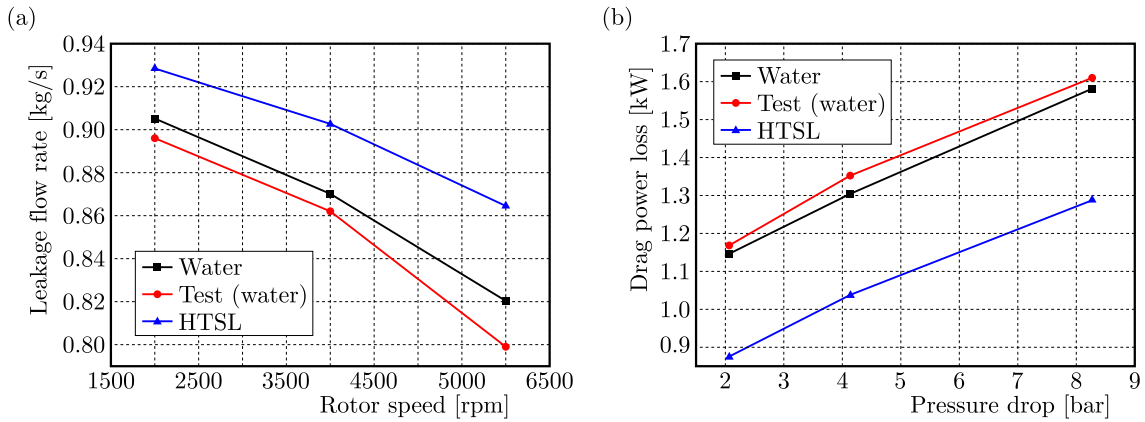 (a)
0.94
0.92
0.90
0.88
0.86
0.84
0.82
0.80
Leakage flow rate [kg/s]
Water
Test (water)
HTSL
1500 2500 3500 4500 5000 6500
Rotor speed [rpm]
(b)
1.7
1.6
1.5
1.4
1.3
1.2
1.1
1.0
0.9
Drag power loss [kW]
Water
Test (water)
HTSL
2 3 4 5 6 7 8 9
Pressure drop [bar]